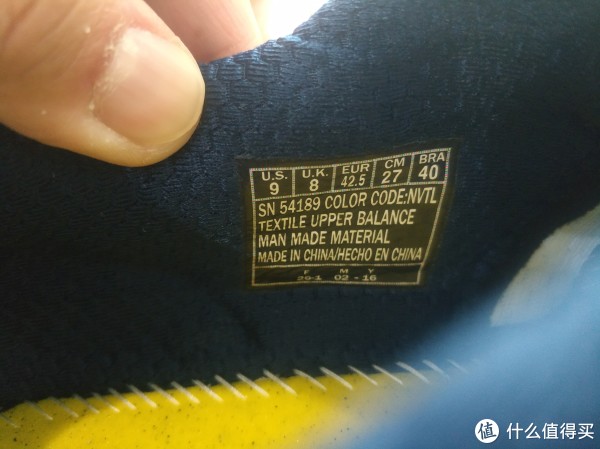 U.S. U.K. EUR CM BRA
9 8 42.5 27 40
SN 54189 COLOR CODE:NVTL
TEXTILE UPPER BALANCE
MAN MADE MATERIAL
MADE IN CHINA/HECHO EN CHINA
F M Y
29-1 02 - 16
值 什么值得买